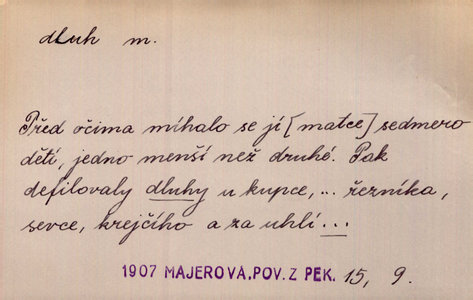 dluh m.
Před očima míhalo se jí [matce] sedmero
dětí, jedno menší než druhé. Pak
defilovaly dluhy u kupce, ... řezníka,
sevce, krejčího a za uhlí ...
1907 MAJEROVÁ, POV. Z PEK. 15, 9.